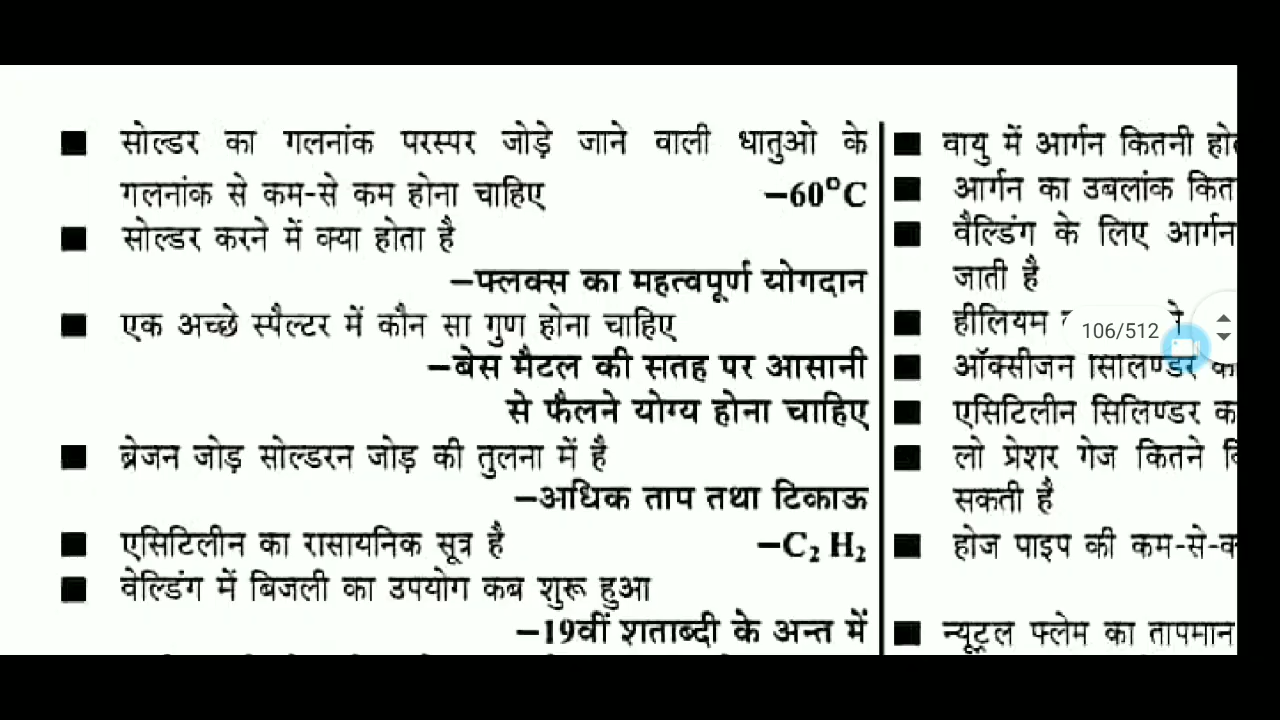 ■ सोल्डर का गलनांक परस्पर जोड़े जाने वाली धातुओ के
गलनांक से कम-से कम होना चाहिए –60°C
■ सोल्डर करने में क्या होता है
–फ्लक्स का महत्वपूर्ण योगदान
■ एक अच्छे स्पैल्टर में कौन सा गुण होना चाहिए
–बेस मैटल की सतह पर आसानी
से फैलने योग्य होना चाहिए
■ ब्रेजन जोड़ सोल्डरन जोड़ की तुलना में है
–अधिक ताप तथा टिकाऊ
■ एसिटिलीन का रासायनिक सूत्र है –C₂ H₂
■ वेल्डिंग में बिजली का उपयोग कब शुरू हुआ
–19वीं शताब्दी के अन्त में
■ वायु में आर्गन कितनी
■ आर्गन का उबलांक
■ वैल्डिंग के लिए आर्गन
जाती है
■ हीलियम
106/512
■ ऑक्सीजन सिलिण्डर
■ एसिटिलीन सिलिण्डर
■ लो प्रेशर गेज कितने
सकती है
■ होज पाइप की कम-से-
■ न्यूट्रल फ्लेम का तापमान